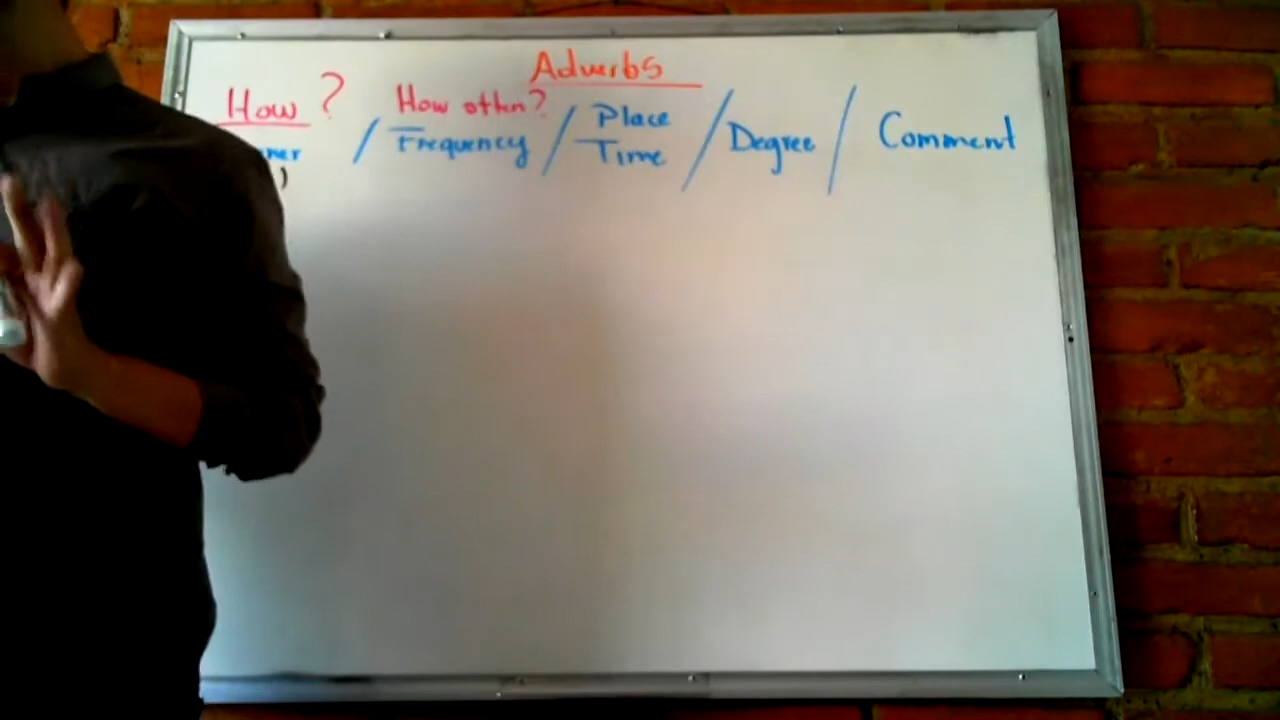 Adverbs
How ? How often?
/ Frequency / Place / Degree / Comment
Time
)